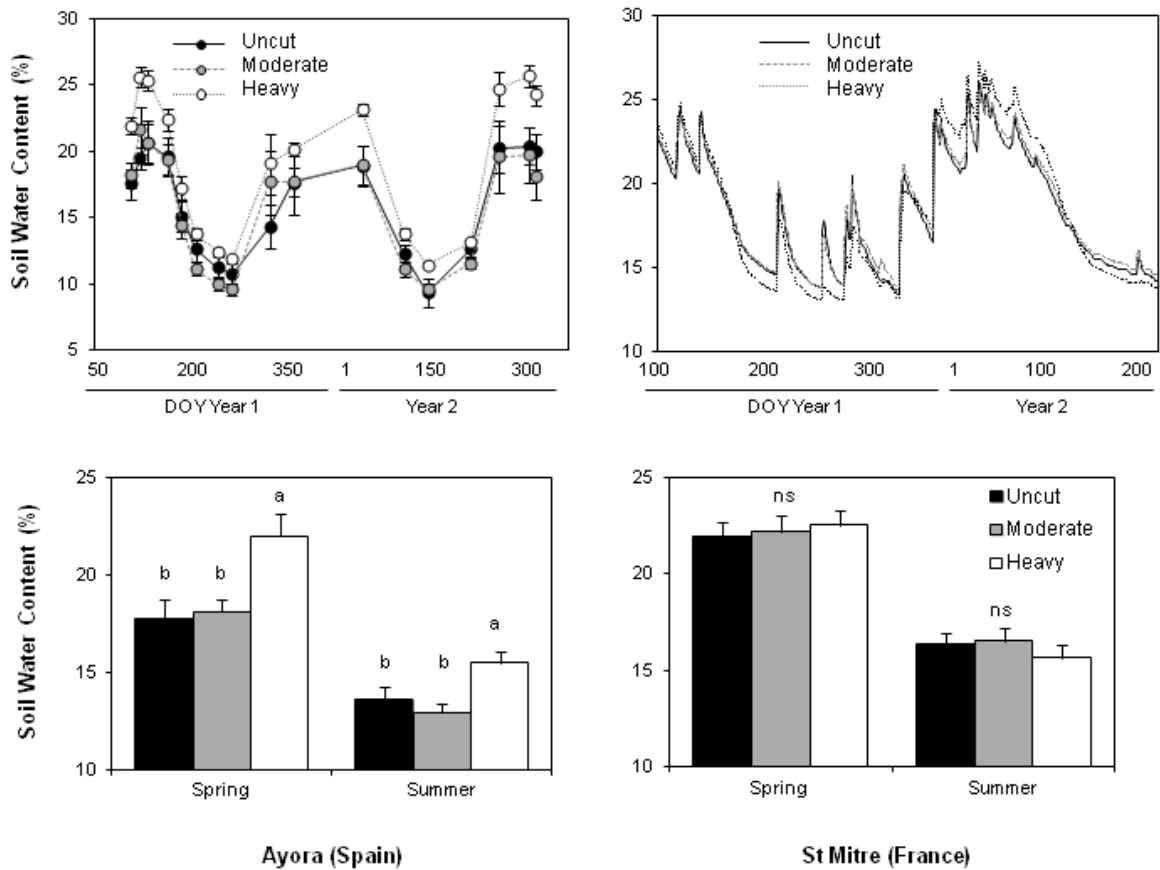 Soil Water Content (%)
30
25
20
15
10
5
Uncut
Moderate
Heavy
50 200 350 1 150 300
DOY Year 1 Year 2
30
25
20
15
10
Uncut
Moderate
Heavy
100 200 300 1 100 200
DOY Year 1 Year 2
Soil Water Content (%)
25
20
15
10
b b a
b b a
Spring Summer
Ayora (Spain)
25
20
15
10
ns
ns
Uncut
Moderate
Heavy
Spring Summer
St Mitre (France)